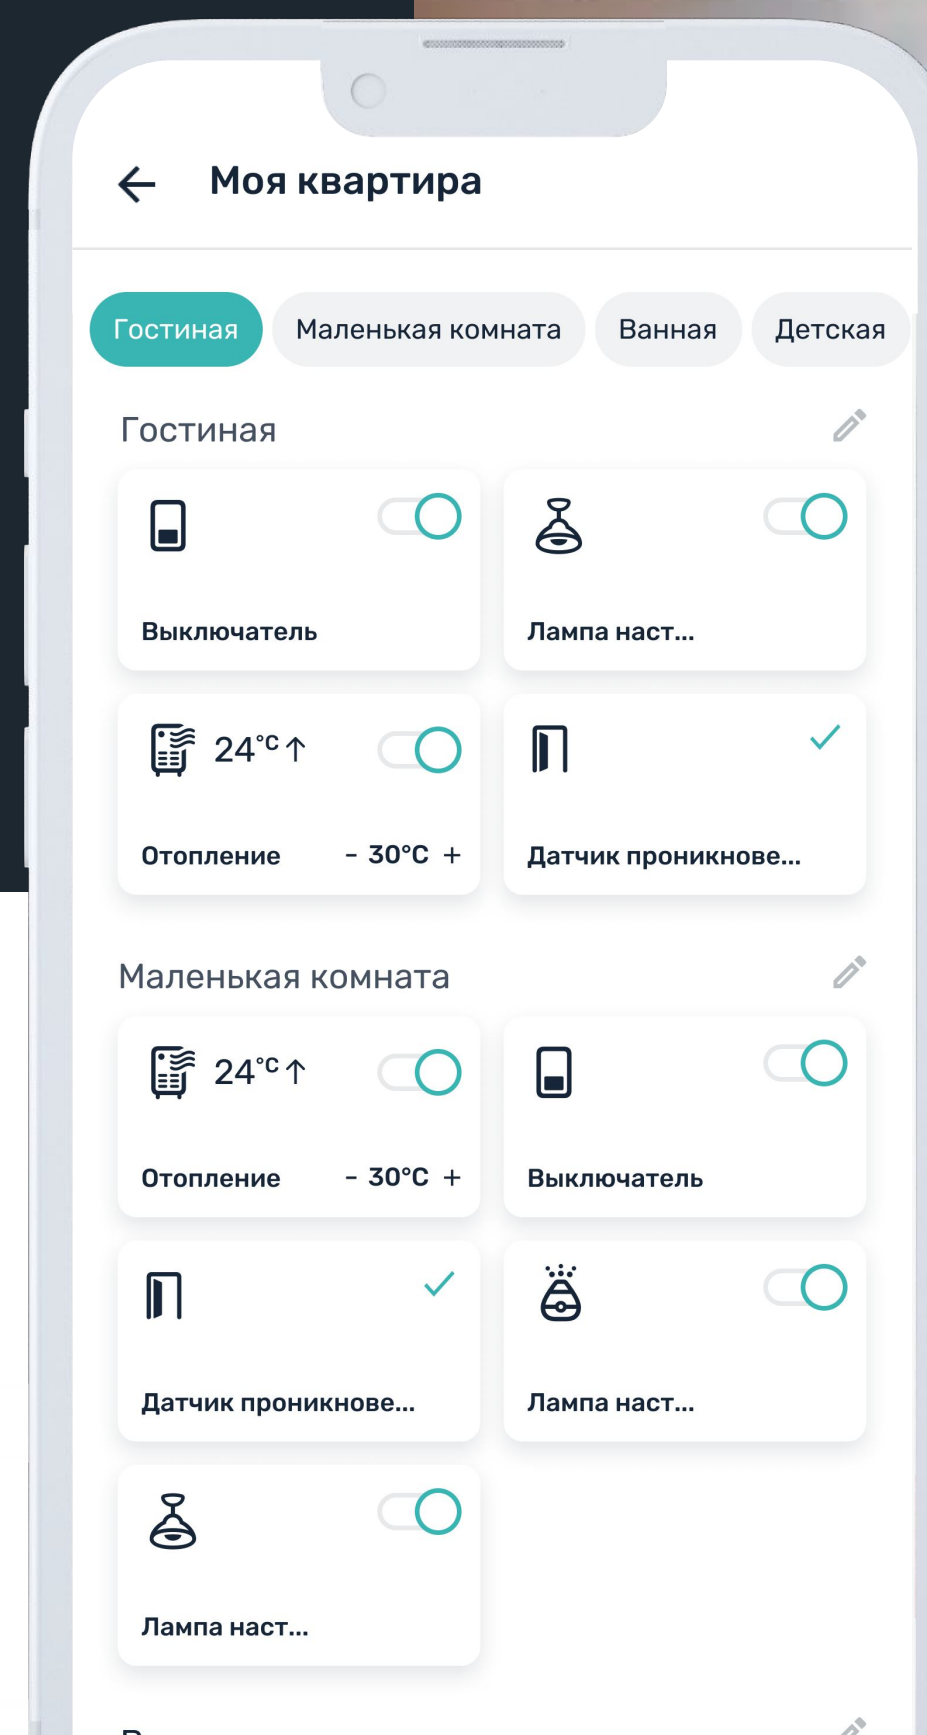 Моя квартира
Гостиная Маленькая комната Ванная Детская
Гостиная
Выключатель Лампа наст...
24°C↑
Отопление - 30°C + Датчик проникнове...
Маленькая комната
24°C↑
Отопление - 30°C + Выключатель
Датчик проникнове... Лампа наст...
Лампа наст...